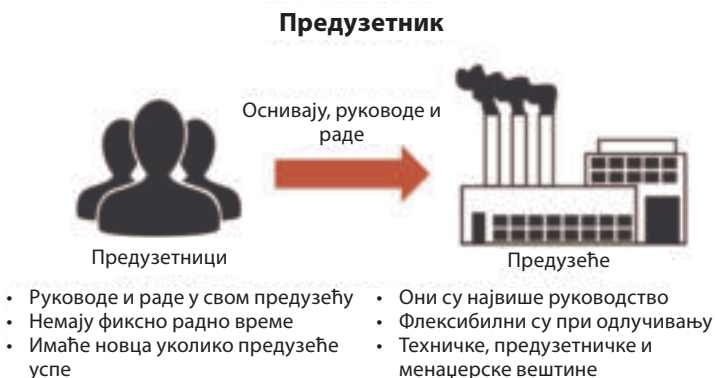 Предузетник
Оснивају, руководе и
раде
Предузетници
Предузеће
• Руководе и раде у свом предузећу
• Немају фиксно радно време
• Имаће новца уколико предузеће
успе
• Они су највише руководство
• Флексибилни су при одлучивању
• Техничке, предузетничке и
менаџерске вештине